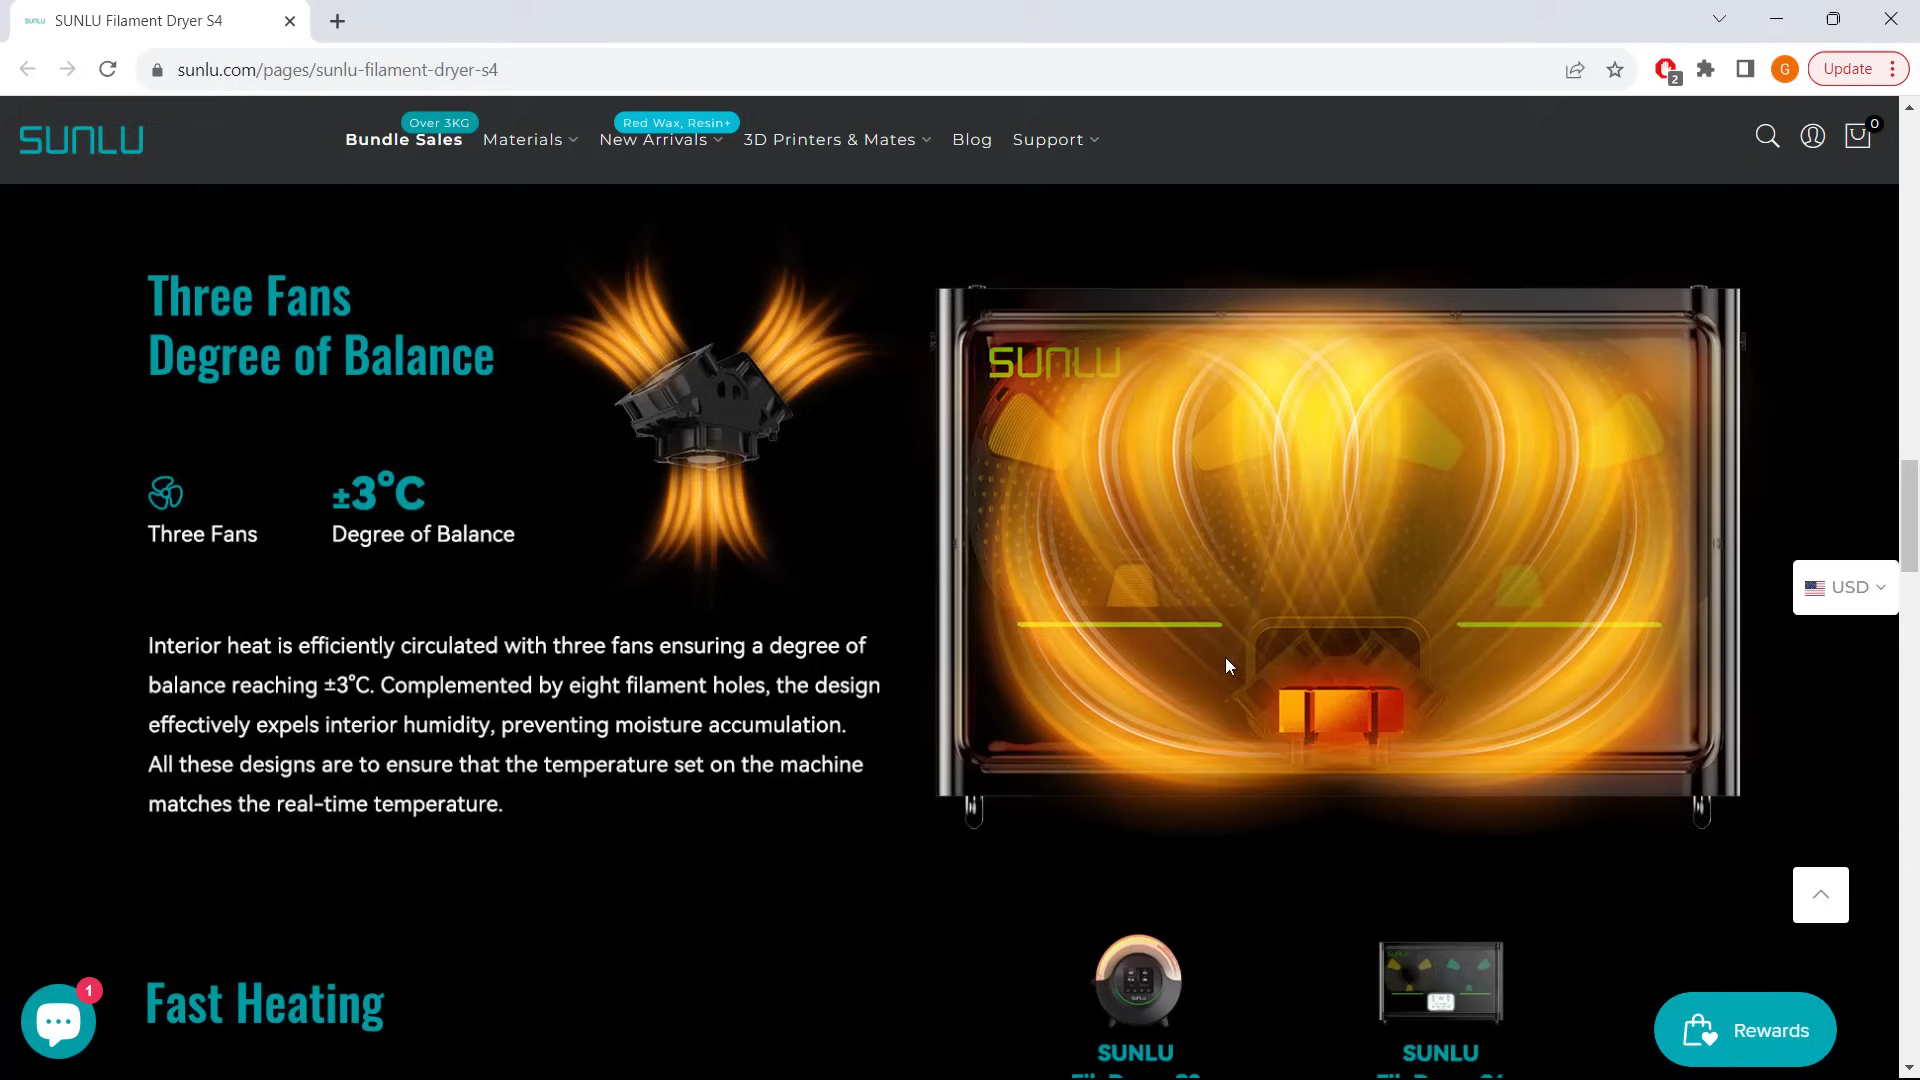 SUNLU Filament Dryer S4
sunlu.com/pages/sunlu-filament-dryer-s4
2
G
Update
SUNLU
Over 3KG
Red Wax, Resin+
Bundle Sales Materials New Arrivals 3D Printers & Mates Blog Support
0
Three Fans
Degree of Balance
SUNLU
±3°C
Three Fans
Degree of Balance
USD
Interior heat is efficiently circulated with three fans ensuring a degree of
balance reaching ±3°C. Complemented by eight filament holes, the design
effectively expels interior humidity, preventing moisture accumulation.
All these designs are to ensure that the temperature set on the machine
matches the real-time temperature.
1
Fast Heating
Rewards
SUNLU
SUNLU